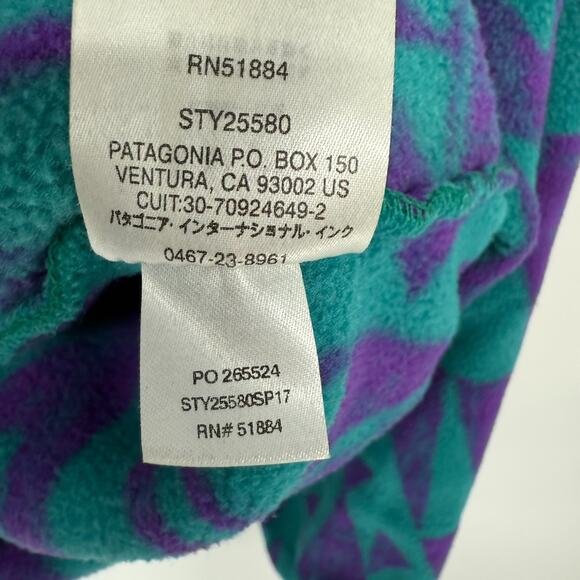 RN51884
STY25580
PATAGONIA P.O. BOX 150
VENTURA, CA 93002 US
CUIT:30-70924649-2
パタゴニア・インターナショナル・インク
0467-23-8961
PO 265524
STY25580SP17
RN# 51884